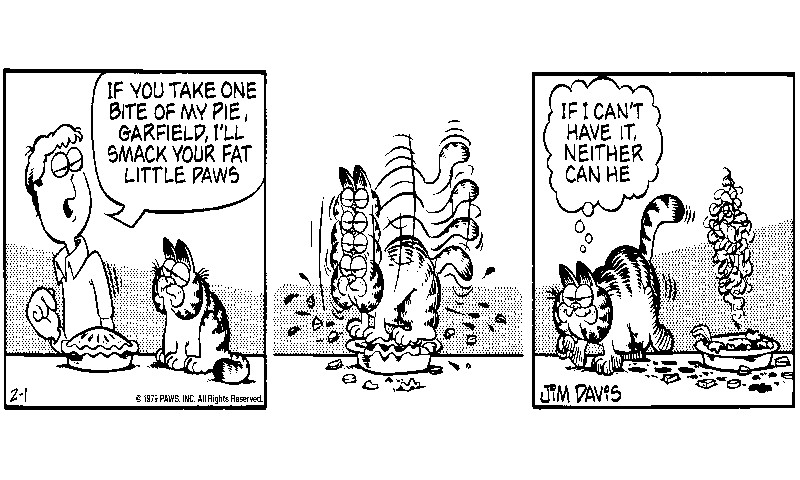 IF YOU TAKE ONE
BITE OF MY PIE,
GARFIELD, I'LL
SMACK YOUR FAT
LITTLE PAWS
2-1
© 1979 PAWS, INC. All Rights Reserved.
IF I CAN'T
HAVE IT,
NEITHER
CAN HE
JIM DAVIS